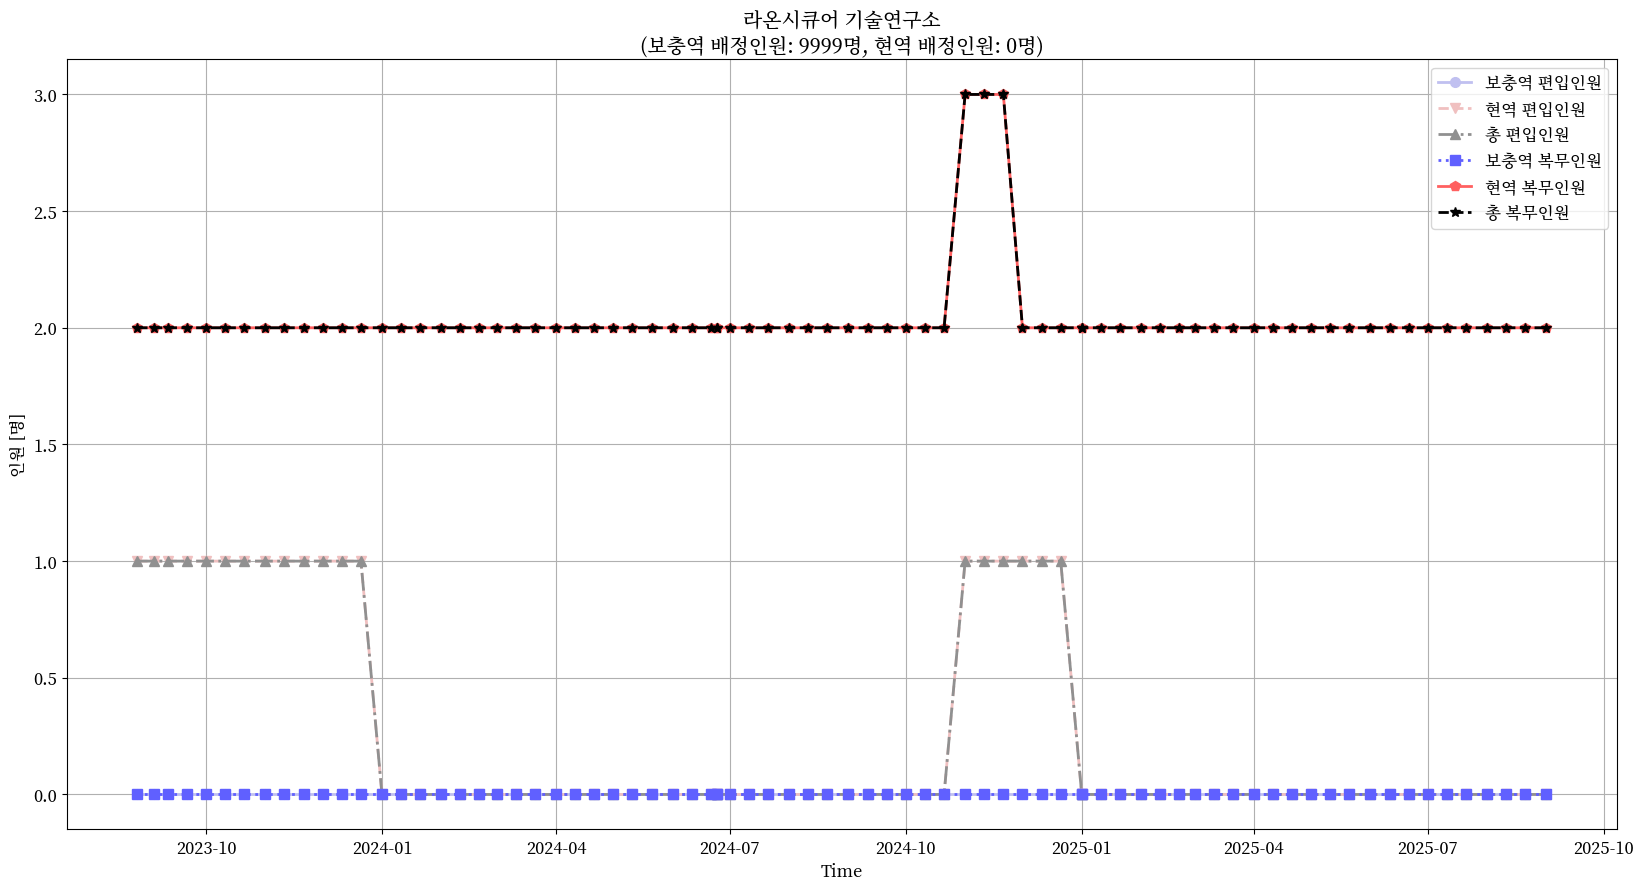 라온시큐어 기술연구소
(보충역 배정인원: 9999명, 현역 배정인원: 0명)
보충역 편입인원
현역 편입인원
총 편입인원
보충역 복무인원
현역 복무인원
총 복무인원
인원 [명]
3.0
2.5
2.0
1.5
1.0
0.5
0.0
2023-10
2024-01
2024-04
2024-07
2024-10
2025-01
2025-04
2025-07
2025-10
Time